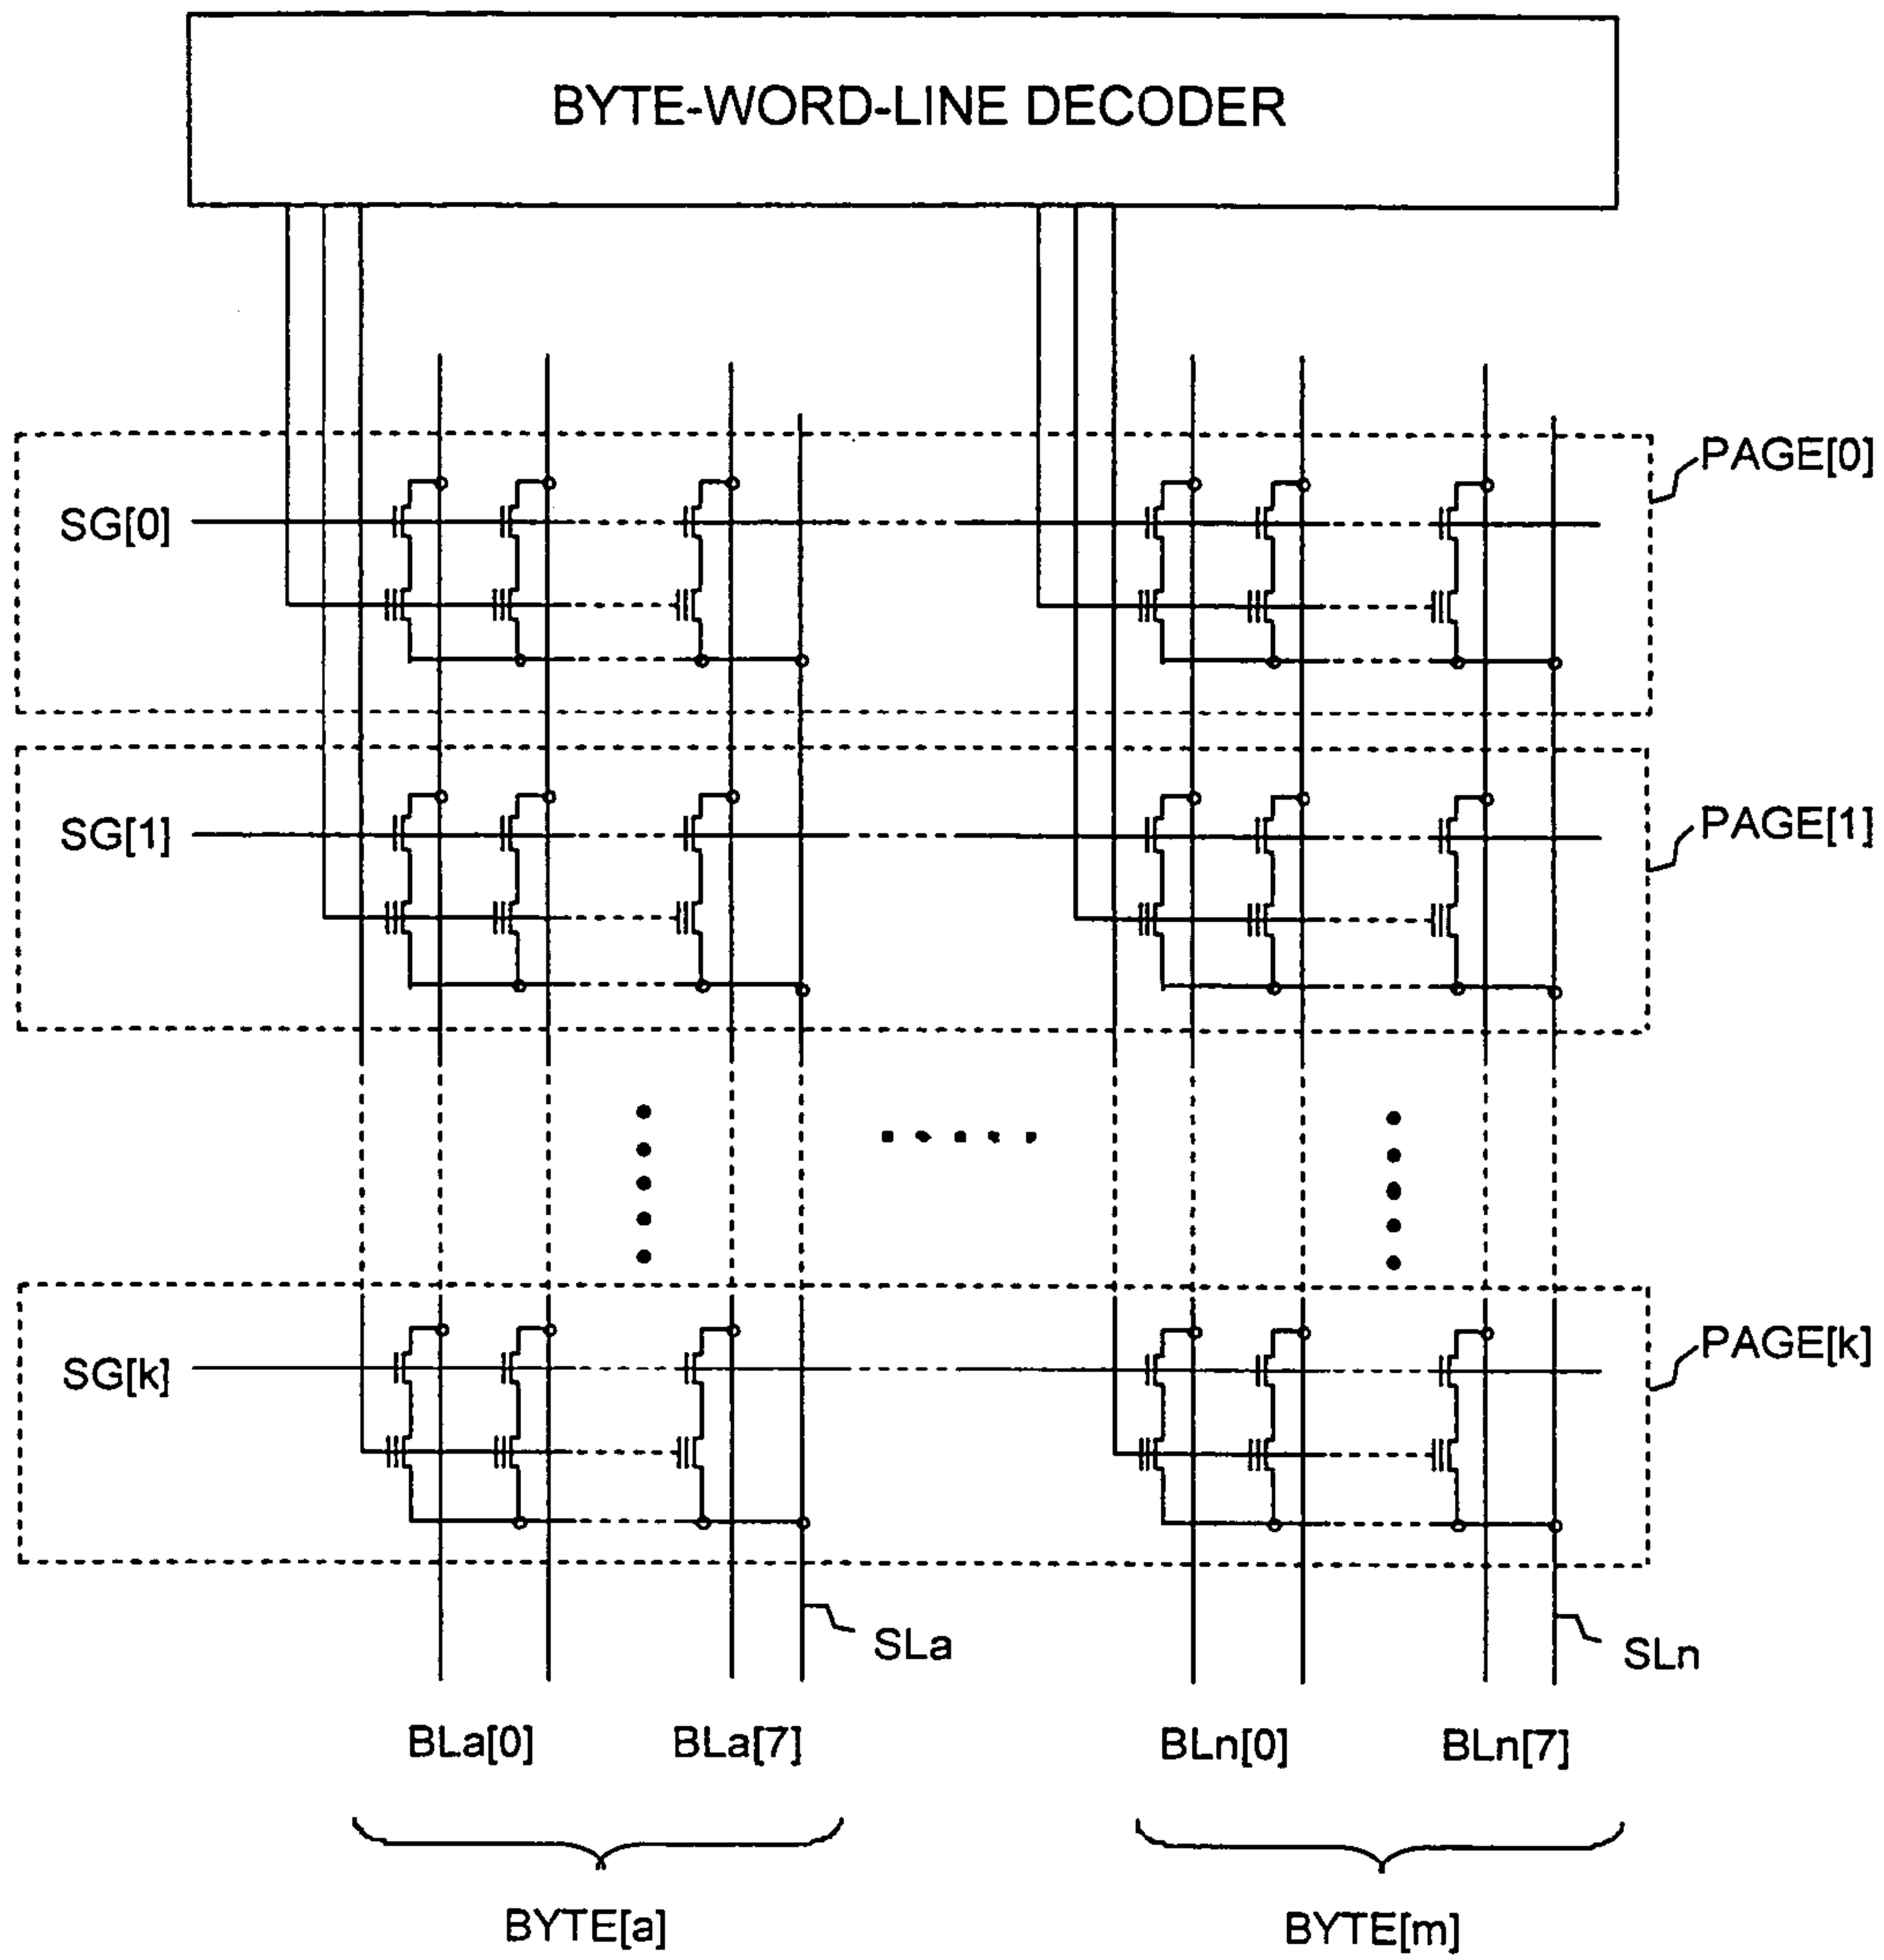 BYTE-WORD-LINE DECODER
PAGE[0]
SG[0]
SG[1]
PAGE[1]
SG[k]
PAGE[k]
SLa
SLn
BLa[0]
BLa[7]
BLn[0]
BLn[7]
BYTE[a]
BYTE[m]